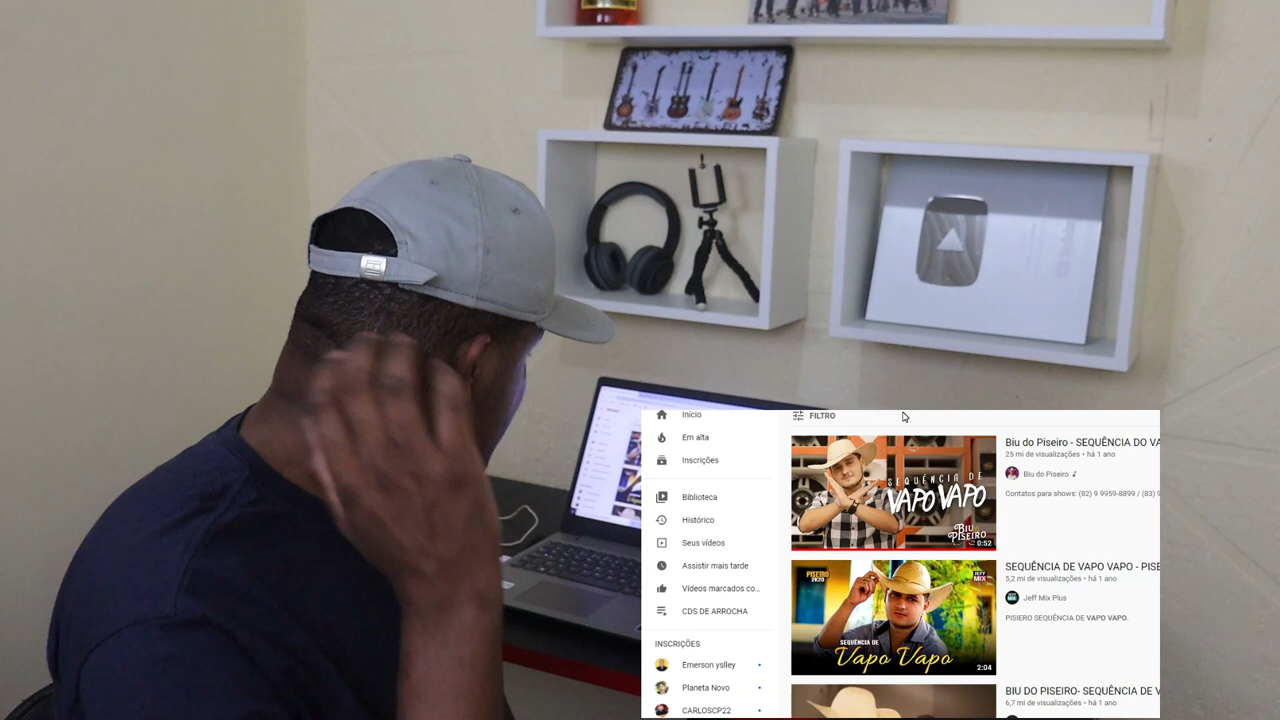 Início
Em alta
Inscrições
Biblioteca
Histórico
Seus vídeos
Assistir mais tarde
Vídeos marcados co...
CDS DE ARROCHA
INSCRIÇÕES
Emerson yslley
Planeta Novo
CARLOSCP22
FILTRO
SEQUÊNCIA DE
VAPO VAPO
BIU DO
PISEIRO
0:52
Biu do Piseiro - SEQUÊNCIA DO VA
25 mi de visualizações • há 1 ano
Biu do Piseiro
Contatos para shows: (82) 9 9959-8899 / (83) 9
PISEIRO
2K20
JEFF
MIX
SEQUÊNCIA DE
Vapo Vapo
2:04
SEQUÊNCIA DE VAPO VAPO - PISE
5,2 mi de visualizações • há 1 ano
Jeff Mix Plus
PISIERO SEQUÊNCIA DE VAPO VAPO.
BIU DO PISEIRO- SEQUÊNCIA DE V
6,7 mi de visualizações • há 1 ano